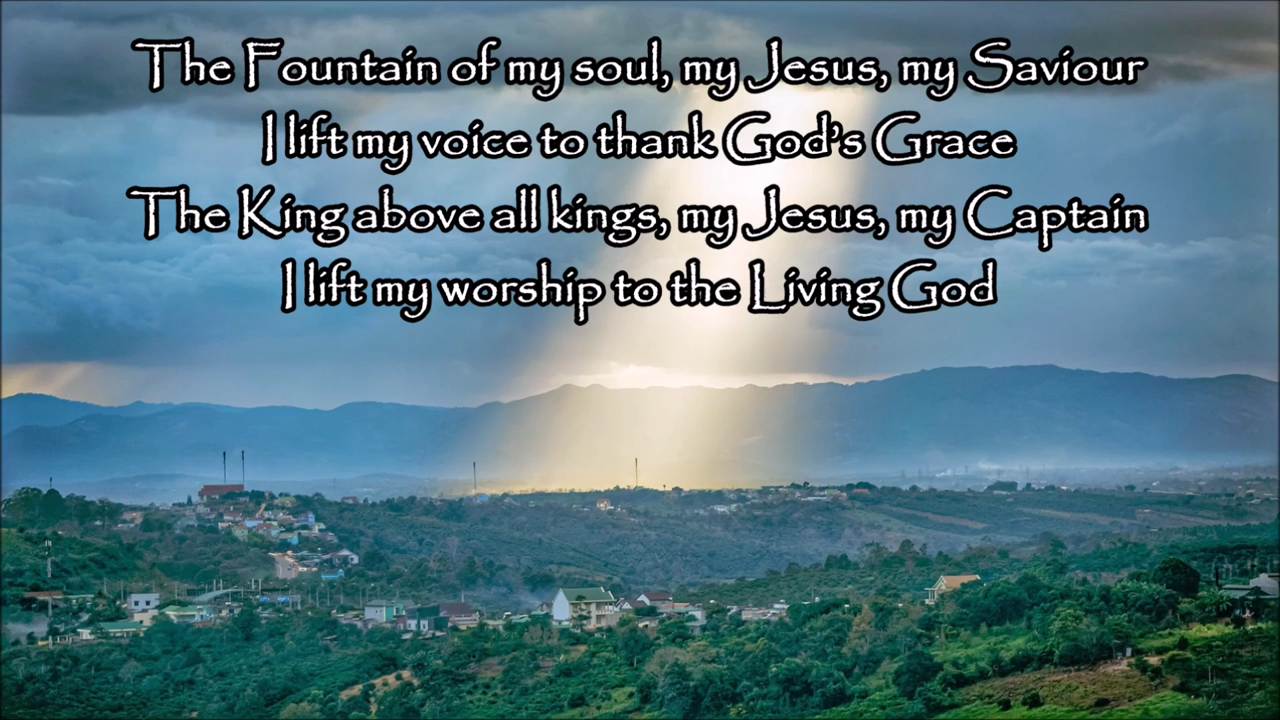 The Fountain of my soul, my Jesus, my Saviour
I lift my voice to thank God's Grace
The King above all kings, my Jesus, my Captain
I lift my worship to the Living God